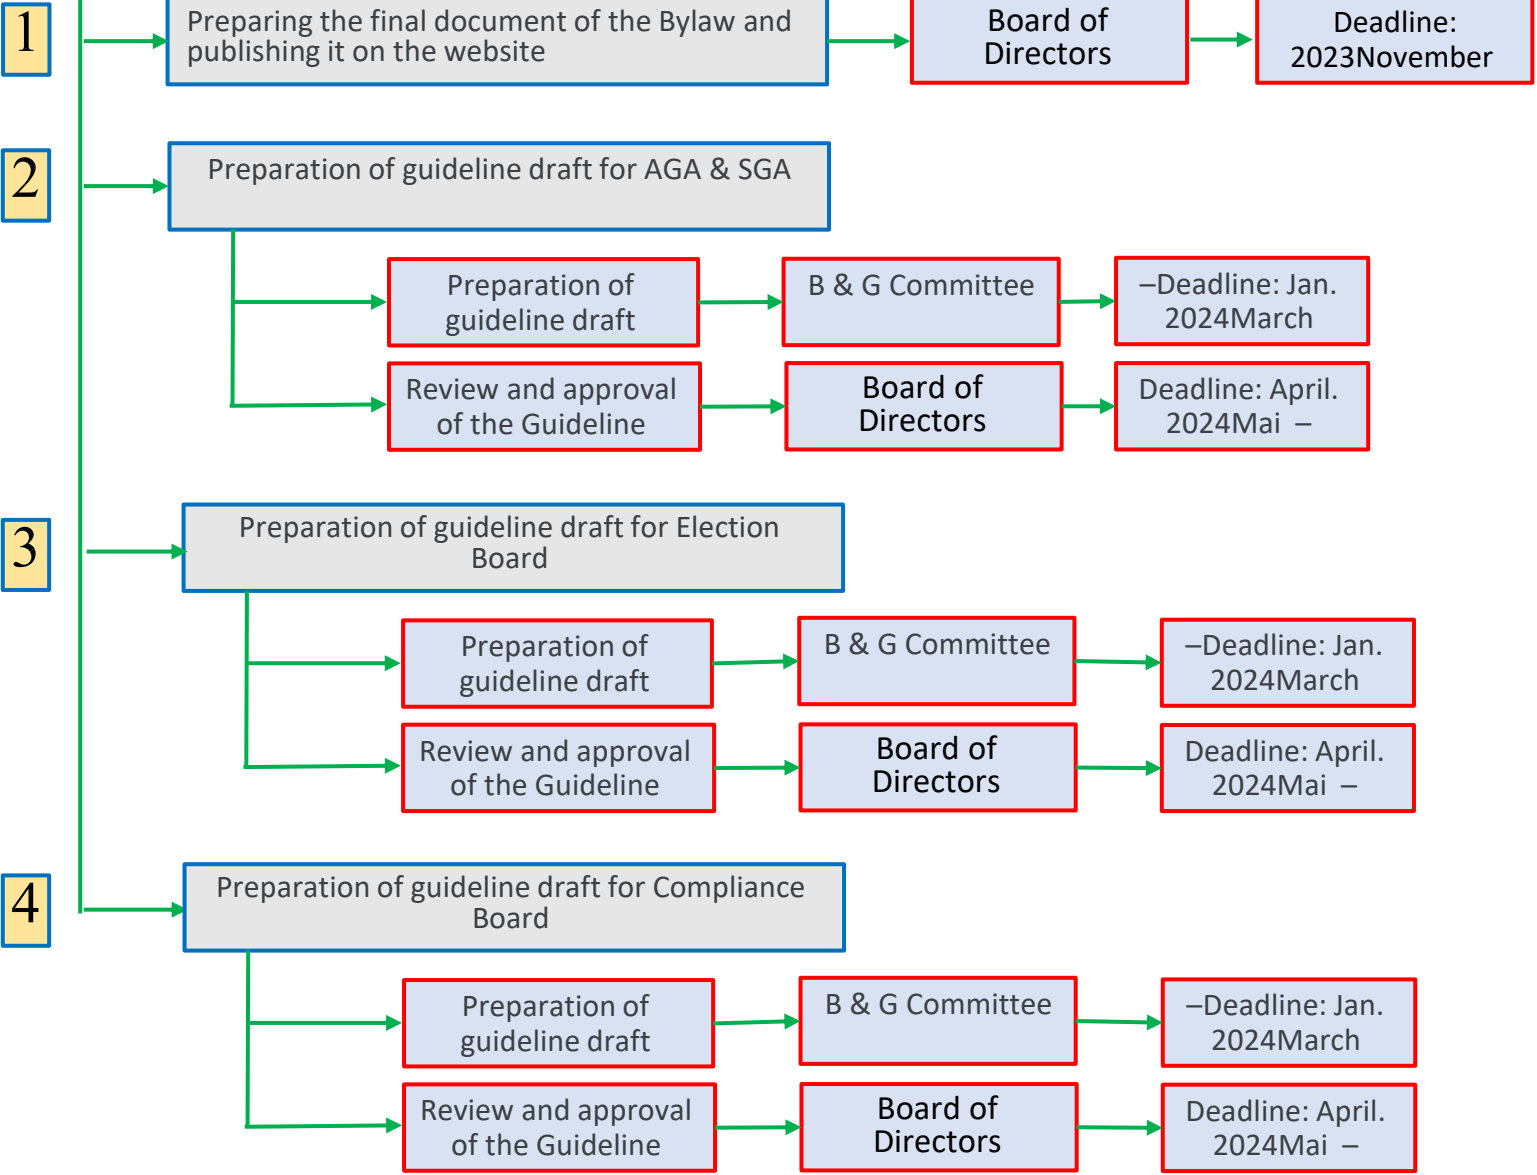 1
Preparing the final document of the Bylaw and
publishing it on the website
Board of
Directors
Deadline:
2023November
2
Preparation of guideline draft for AGA & SGA
Preparation of
guideline draft
B & G Committee
–Deadline: Jan.
2024March
Review and approval
of the Guideline
Board of
Directors
Deadline: April.
2024Mai –
3
Preparation of guideline draft for Election
Board
Preparation of
guideline draft
B & G Committee
–Deadline: Jan.
2024March
Review and approval
of the Guideline
Board of
Directors
Deadline: April.
2024Mai –
4
Preparation of guideline draft for Compliance
Board
Preparation of
guideline draft
B & G Committee
–Deadline: Jan.
2024March
Review and approval
of the Guideline
Board of
Directors
Deadline: April.
2024Mai –